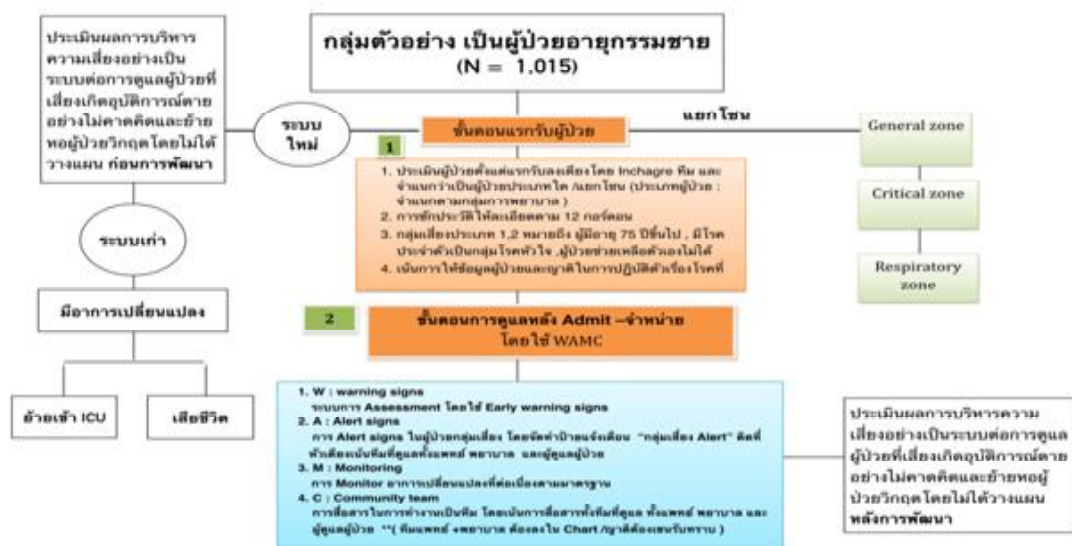 กลุ่มตัวอย่าง เป็นผู้ป่วยอายุกรรมชาย
(N = 1,015)
ประเมินผลการบริหาร
ความเสี่ยงอย่างเป็น
ระบบต่อการดูแลผู้ป่วยที่
เสี่ยงเกิดอุบัติการณ์ตาย
อย่างไม่คาดคิดและย้าย
หอผู้ป่วยวิกฤตโดยไม่ได้
วางแผน ก่อนการพัฒนา
ระบบ
ใหม่
ขั้นตอนแรกรับผู้ป่วย
แยกโซน
General zone
Critical zone
Respiratory
zone
1
1. ประเมินผู้ป่วยตั้งแต่แรกรับลงเตียงโดย Inchagre ทีม และ
จำแนกว่าเป็นผู้ป่วยประเภทใด /แยกโซน (ประเภทผู้ป่วย :
จำแนกตามกลุ่มการพยาบาล )
2. การซักประวัติให้ละเอียดตาม 12 กอร์ดอน
3. กลุ่มเสี่ยงประเภท 1,2 หมายถึง ผู้มีอายุ 75 ปีขึ้นไป , มีโรค
ประจำตัวเป็นกลุ่มโรคหัวใจ ,ผู้ป่วยช่วยเหลือตัวเองไม่ได้
4. เน้นการให้ข้อมูลผู้ป่วยและญาติในการปฏิบัติตัวเรื่องโรคที่
ระบบเก่า
มีอาการเปลี่ยนแปลง
ย้ายเข้า ICU
เสียชีวิต
2
ขั้นตอนการดูแลหลัง Admit –จำหน่าย
โดยใช้ WAMC
1. W : warning signs
ระบบการ Assessment โดยใช้ Early warning signs
2. A : Alert signs
การ Alert signs ในผู้ป่วยกลุ่มเสี่ยง โดยจัดทำป้ายแจ้งเตือน "กลุ่มเสี่ยง Alert" ติดที่
หัวเตียงเน้นทีมที่ดูแลทั้งแพทย์ พยาบาล และผู้ดูแลผู้ป่วย
3. M : Monitoring
การ Monitor อาการเปลี่ยนแปลงที่ต่อเนื่องตามมาตรฐาน
4. C : Community team
การสื่อสารในการทำงานเป็นทีม โดยเน้นการสื่อสารทั้งทีมที่ดูแล ทั้งแพทย์ พยาบาล และ
ผู้ดูแลผู้ป่วย **( ทีมแพทย์ +พยาบาล ต้องลงใน Chart /ญาติต้องเซนรับทราบ )
ประเมินผลการบริหารความ
เสี่ยงอย่างเป็นระบบต่อการดูแล
ผู้ป่วยที่เสี่ยงเกิดอุบัติการณ์ตาย
อย่างไม่คาดคิดและย้ายหอผู้
ป่วยวิกฤตโดยไม่ได้วางแผน
หลังการพัฒนา